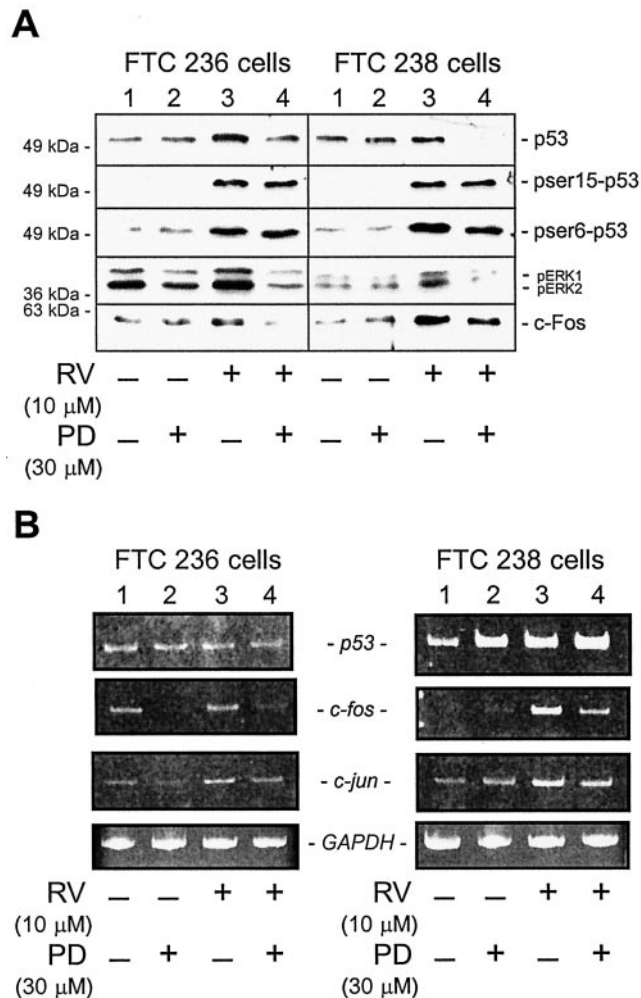 A
FTC 236 cells FTC 238 cells
1 2 3 4 1 2 3 4
49 kDa - - p53
49 kDa - - pser15-p53
49 kDa - - pser6-p53
- pERK1
36 kDa - - pERK2
63 kDa - - c-Fos
RV – – + + – – + +
(10 µM)
PD – + – + – + – +
(30 µM)
B
FTC 236 cells FTC 238 cells
1 2 3 4 1 2 3 4
- p53 -
- c-fos -
- c-jun -
- GAPDH -
RV – – + + RV – – + +
(10 µM) (10 µM)
PD – + – + PD – + – +
(30 µM) (30 µM)